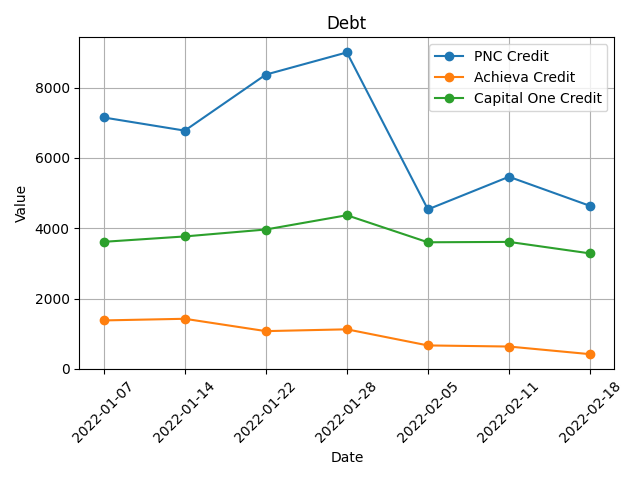 Debt
PNC Credit
Achieva Credit
Capital One Credit
Value
8000
6000
4000
2000
0
2022-01-07
2022-01-14
2022-01-22
2022-01-28
2022-02-05
2022-02-11
2022-02-18
Date